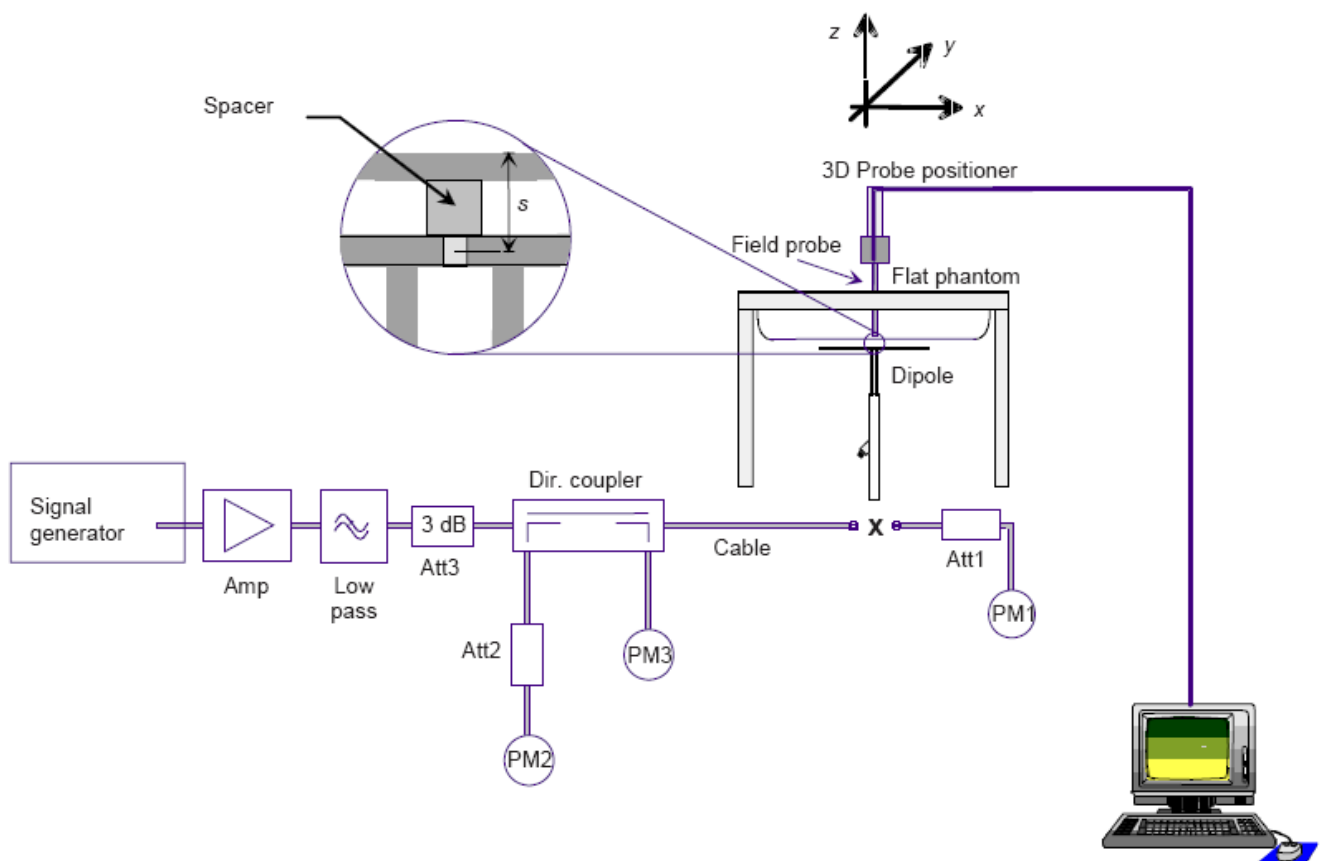 z
y
x
Spacer
s
3D Probe positioner
Field probe
Flat phantom
Dipole
Signal
generator
Amp
Low
pass
3 dB
Att3
Dir. coupler
Cable
X
Att1
PM1
Att2
PM3
PM2